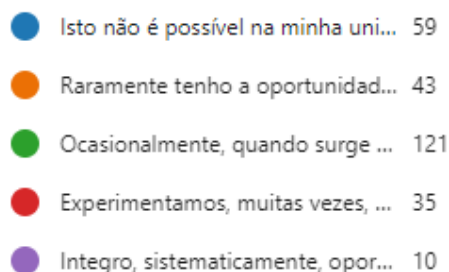 Isto não é possível na minha uni... 59
Raramente tenho a oportunidad... 43
Ocasionalmente, quando surge ... 121
Experimentamos, muitas vezes, ... 35
Integro, sistematicamente, opor... 10